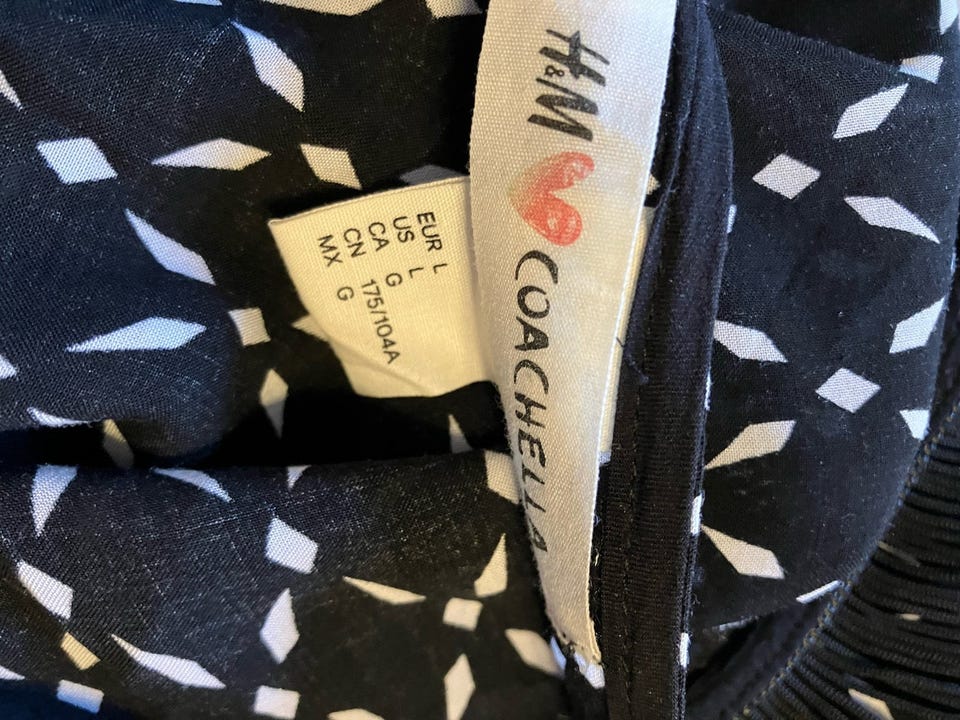 H&M
COACHELLA
EUR L
US L
CA G
CN 175/104A
MX G